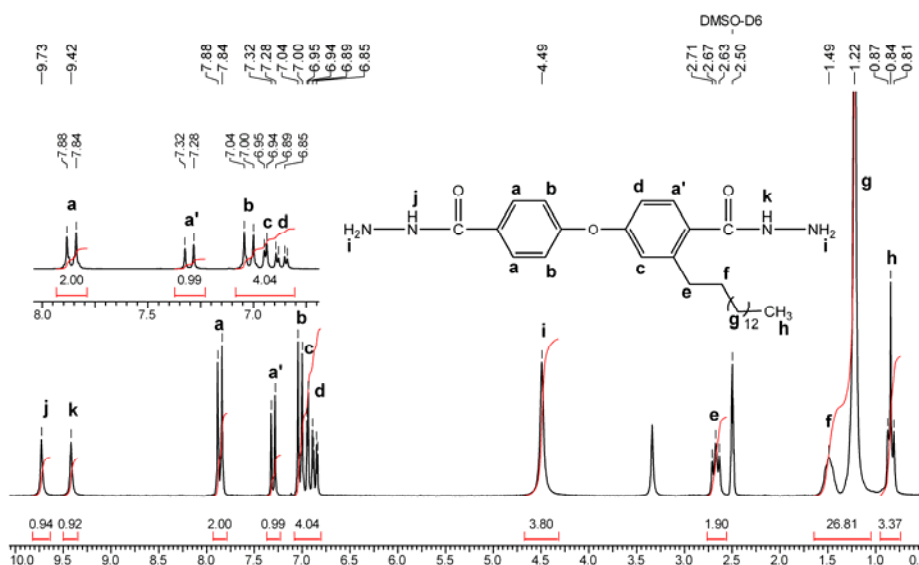 DMSO-D6
9.73 9.42 7.88 7.84 7.32 7.28 7.04 7.00 6.95 6.94 6.89 6.85 4.49 2.71 2.67 2.63 2.50 1.49 1.22 0.87 0.84 0.81
7.88 7.84 7.32 7.28 7.04 7.00 6.95 6.94 6.89 6.85
a a' b c d
2.00 0.99 4.04
8.0 7.5 7.0
a b d a'
j O O k
H2N NH C O C NH NH2
i a b c i
e f
g 12 CH3
h
g
h
j k a a' b c d i e f
0.94 0.92 2.00 0.99 4.04 3.80 1.90 26.81 3.37
10.0 9.5 9.0 8.5 8.0 7.5 7.0 6.5 6.0 5.5 5.0 4.5 4.0 3.5 3.0 2.5 2.0 1.5 1.0